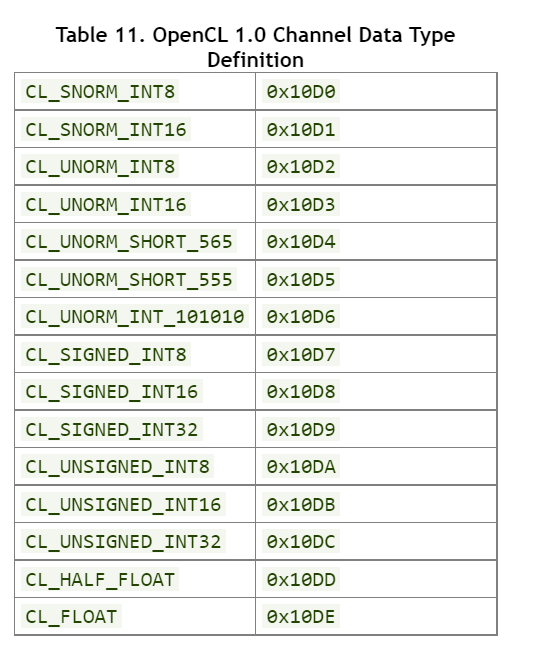 Table 11. OpenCL 1.0 Channel Data Type
Definition
CL_SNORM_INT8 0x10D0
CL_SNORM_INT16 0x10D1
CL_UNORM_INT8 0x10D2
CL_UNORM_INT16 0x10D3
CL_UNORM_SHORT_565 0x10D4
CL_UNORM_SHORT_555 0x10D5
CL_UNORM_INT_101010 0x10D6
CL_SIGNED_INT8 0x10D7
CL_SIGNED_INT16 0x10D8
CL_SIGNED_INT32 0x10D9
CL_UNSIGNED_INT8 0x10DA
CL_UNSIGNED_INT16 0x10DB
CL_UNSIGNED_INT32 0x10DC
CL_HALF_FLOAT 0x10DD
CL_FLOAT 0x10DE